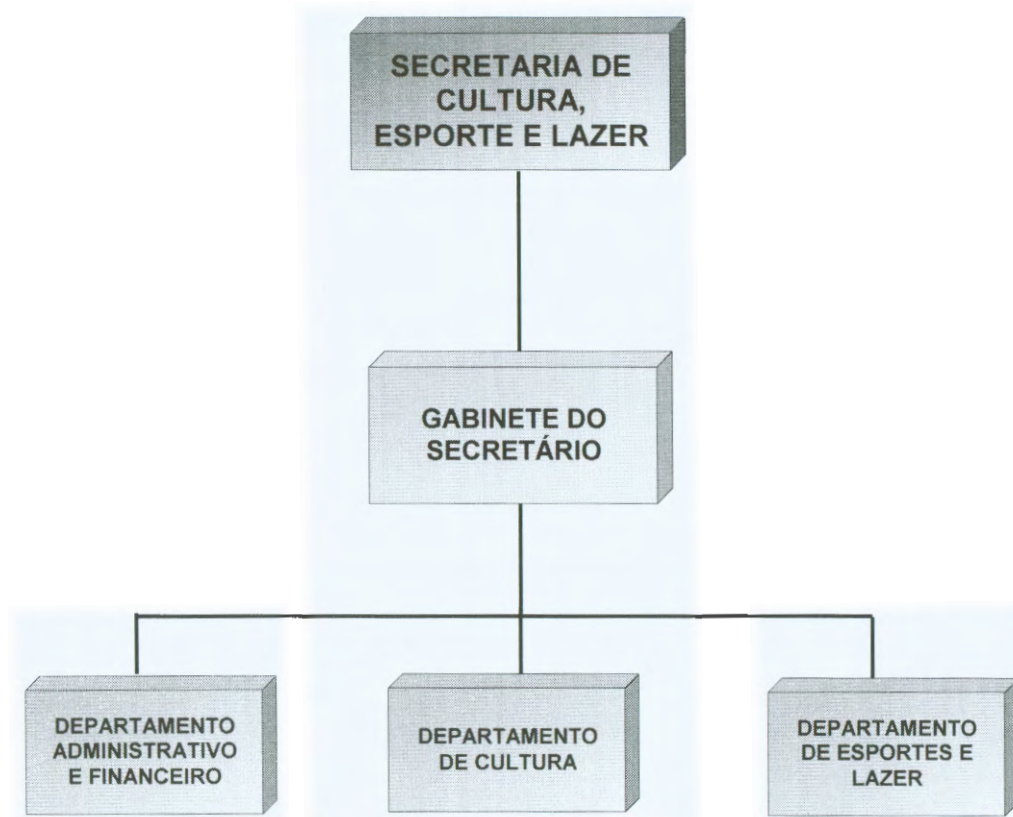 SECRETARIA DE
CULTURA,
ESPORTE E LAZER
GABINETE DO
SECRETÁRIO
DEPARTAMENTO
ADMINISTRATIVO
E FINANCEIRO
DEPARTAMENTO
DE CULTURA
DEPARTAMENTO
DE ESPORTES E
LAZER